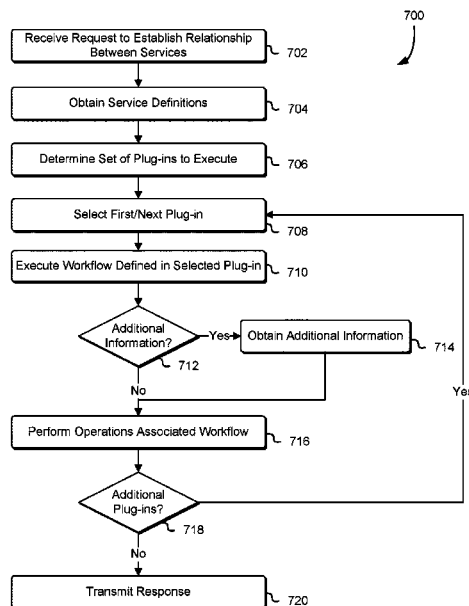 700
Receive Request to Establish Relationship
Between Services
702
Obtain Service Definitions
704
Determine Set of Plug-ins to Execute
706
Select First/Next Plug-in
708
Execute Workflow Defined in Selected Plug-in
710
Additional
Information?
712
Yes
Obtain Additional Information
714
No
Yes
Perform Operations Associated Workflow
716
Additional
Plug-ins?
718
No
Transmit Response
720